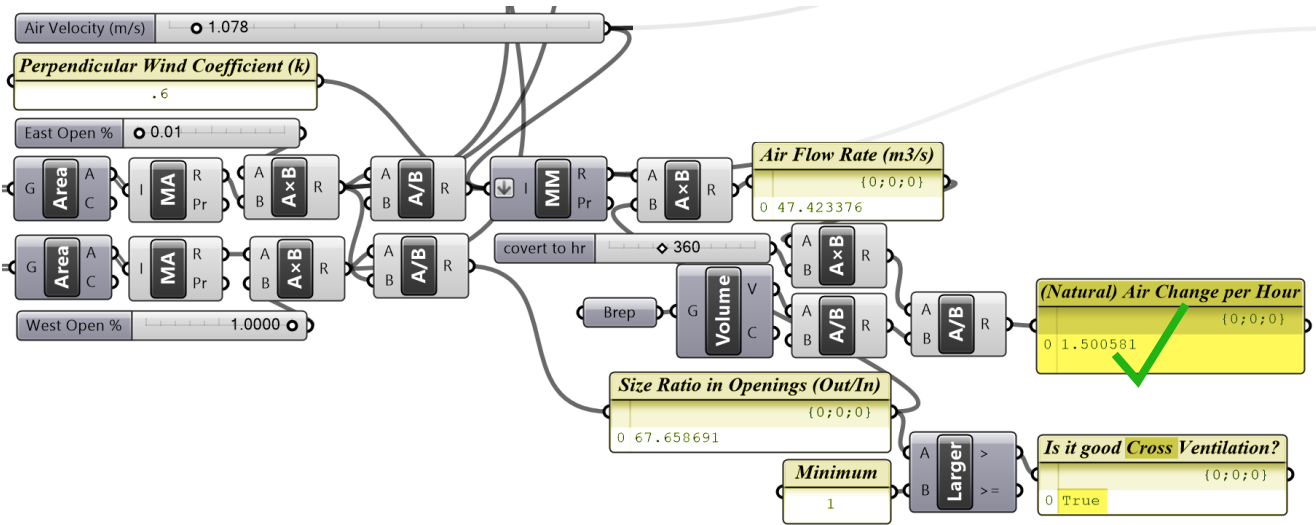 Air Velocity (m/s) 1.078
Perpendicular Wind Coefficient (k)
.6
East Open % 0.01
G Area A C
I MA R Pr
A B A×B R
A B A/B R
I MM R Pr
A B A×B R
Air Flow Rate (m3/s)
{0;0;0}
0 47.423376
G Area A C
I MA R Pr
A B A×B R
A B A/B R
covert to hr 360
A B A×B R
West Open % 1.0000
Brep
G Volume V C
A B A/B R
A B A/B R
(Natural) Air Change per Hour
{0;0;0}
0 1.500581
Size Ratio in Openings (Out/In)
{0;0;0}
0 67.658691
Minimum
1
A B Larger > >=
Is it good Cross Ventilation?
{0;0;0}
0 True